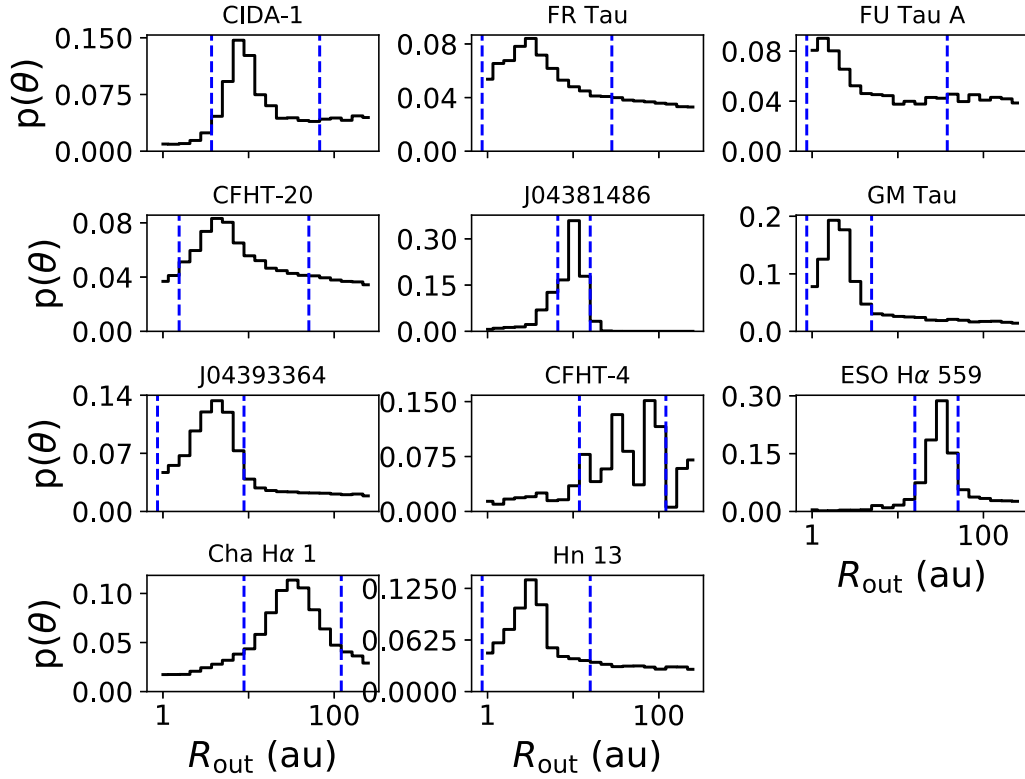 CIDA-1 FR Tau FU Tau A
p(θ) 0.150 0.075 0.000 0.08 0.04 0.00 0.08 0.04 0.00
CFHT-20 J04381486 GM Tau
p(θ) 0.08 0.04 0.00 0.30 0.15 0.00 0.2 0.1 0.0
J04393364 CFHT-4 ESO Hα 559
p(θ) 0.14 0.07 0.00 0.150 0.075 0.000 0.30 0.15 0.00
1 100
R_out (au)
Cha Hα 1 Hn 13
p(θ) 0.10 0.05 0.00 0.1250 0.0625 0.0000
1 100 1 100
R_out (au) R_out (au)